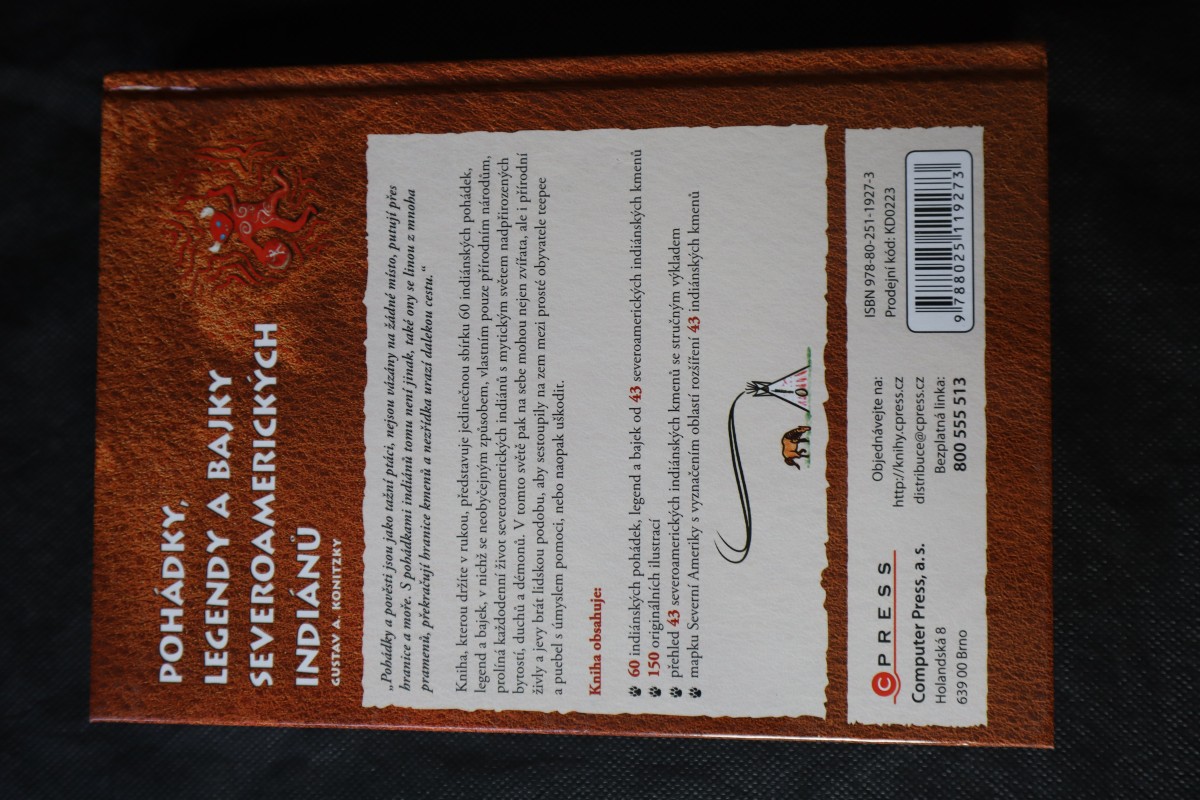 POHÁDKY,
LEGENDY A BAJKY
SEVEROAMERICKÝCH
INDIÁNŮ
GUSTAV A. KONITZKY
„Pohádky a pověsti jsou jako tažní ptáci, nejsou vázány na žádné místo, putují přes
hranice a moře. S pohádkami indiánů tomu není jinak, také ony se linou z mnoha
pramenů, překračují hranice kmenů a nezřídka urazí dalekou cestu.“
Kniha, kterou držíte v rukou, představuje jedinečnou sbírku 60 indiánských pohádek,
legend a bajek, v nichž se neobyčejným způsobem, vlastním pouze přírodním národům,
prolíná každodenní život severoamerických indiánů s mytickým světem nadpřirozených
bytostí, duchů a démonů. V tomto světě pak na sebe mohou nejen zvířata, ale i přírodní
živly a jevy brát lidskou podobu, aby sestoupily na zem mezi prosté obyvatele teepee
a puebel s úmyslem pomoci, nebo naopak uškodit.
Kniha obsahuje:
60 indiánských pohádek, legend a bajek od 43 severoamerických indiánských kmenů
150 originálních ilustrací
přehled 43 severoamerických indiánských kmenů se stručným výkladem
mapku Severní Ameriky s vyznačením oblastí rozšíření 43 indiánských kmenů
CPRESS
Computer Press, a. s.
Holandská 8
639 00 Brno
Objednávejte na:
http://knihy.cpress.cz
distribuce@cpress.cz
Bezplatná linka:
800 555 513
ISBN 978-80-251-1927-3
Prodejní kód: KD0223
9 788025 119273